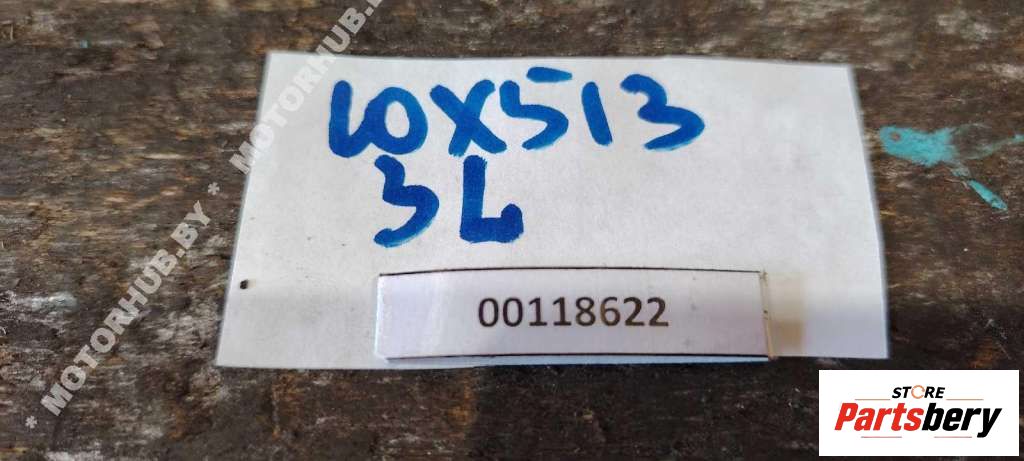 10X513
3L
00118622
* MOTORHUB.BY * MOTORHUB.BY
STORE
Partsbery